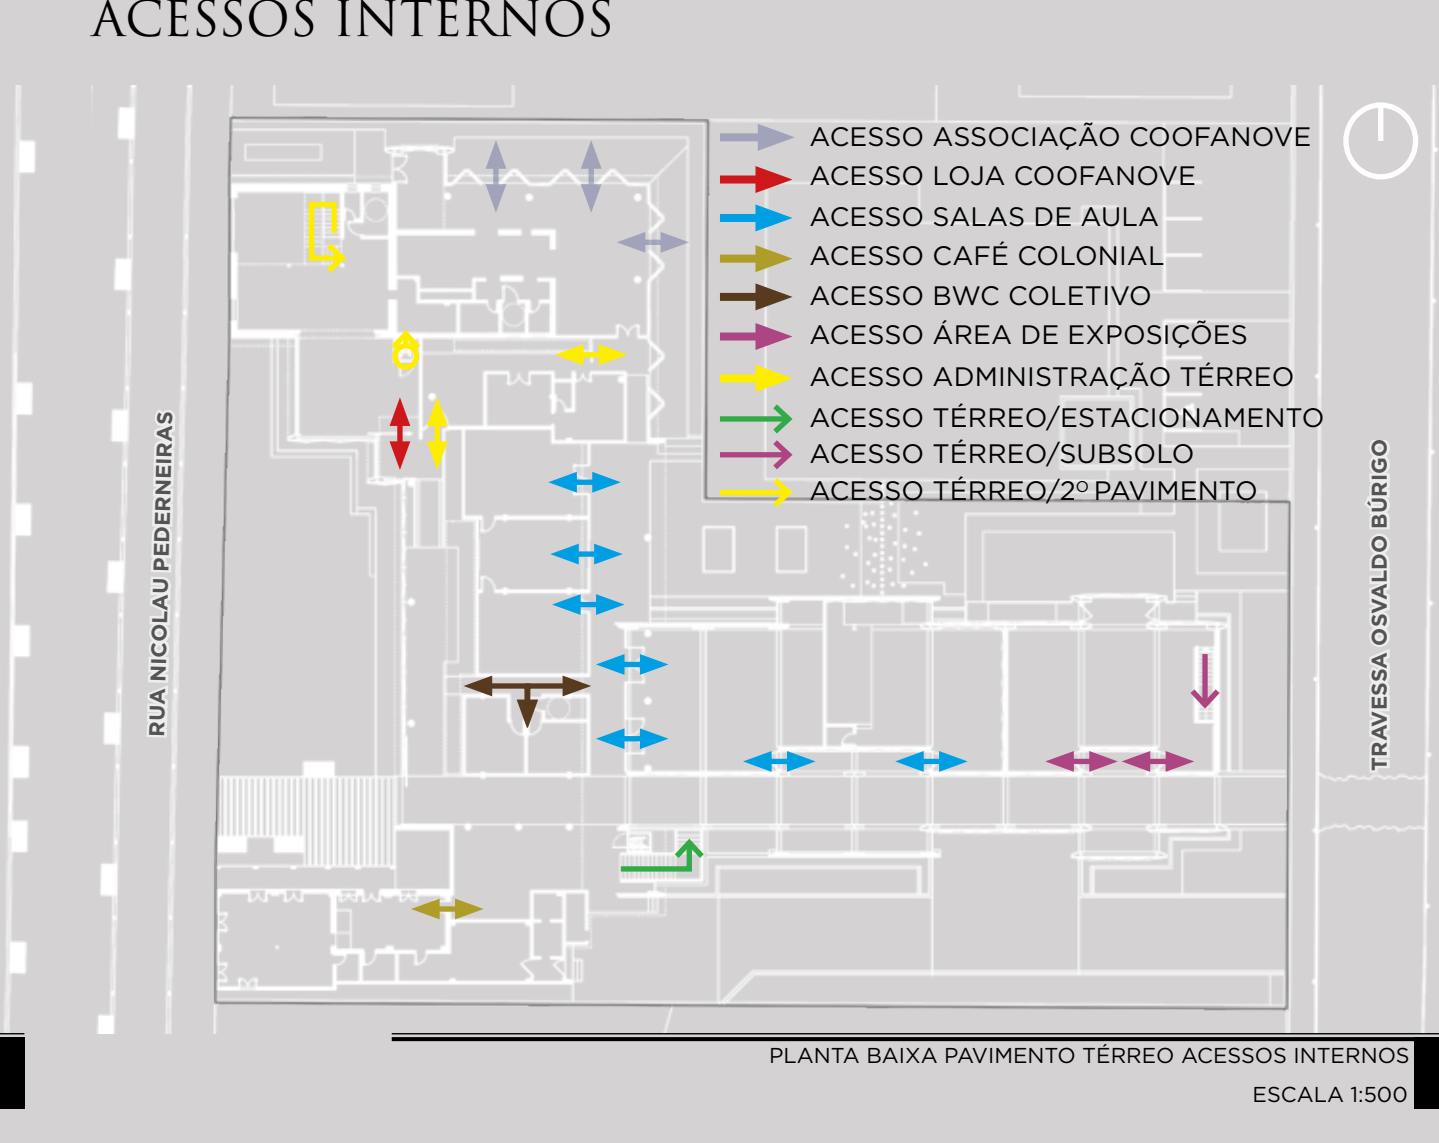 ACESSOS INTERNOS
ACESSO ASSOCIAÇÃO COOFANOVE
ACESSO LOJA COOFANOVE
ACESSO SALAS DE AULA
ACESSO CAFÉ COLONIAL
ACESSO BWC COLETIVO
ACESSO ÁREA DE EXPOSIÇÕES
ACESSO ADMINISTRAÇÃO TÉRREO
ACESSO TÉRREO/ESTACIONAMENTO
ACESSO TÉRREO/SUBSOLO
ACESSO TÉRREO/2º PAVIMENTO
RUA NICOLAU PEDERNEIRAS
TRAVESSA OSVALDO BÚRIGO
PLANTA BAIXA PAVIMENTO TÉRREO ACESSOS INTERNOS
ESCALA 1:500